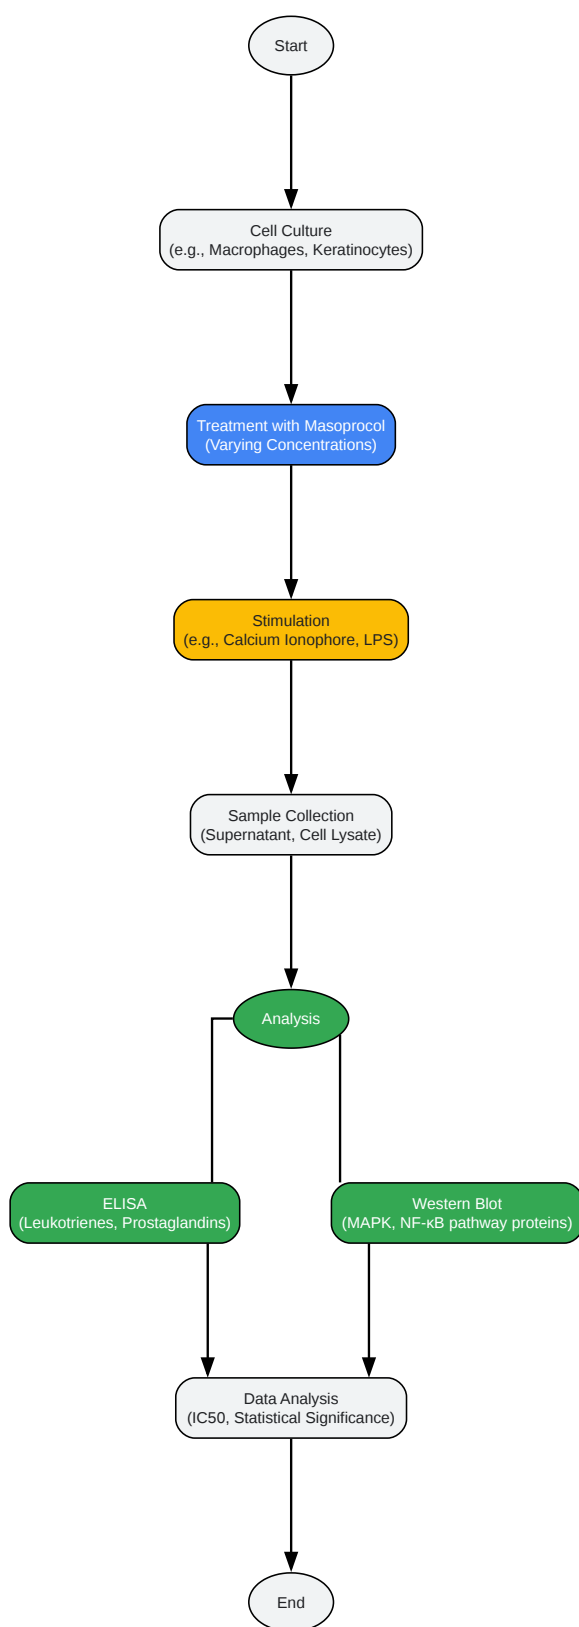 Start
Cell Culture
(e.g., Macrophages, Keratinocytes)
Treatment with Masoprocol
(Varying Concentrations)
Stimulation
(e.g., Calcium Ionophore, LPS)
Sample Collection
(Supernatant, Cell Lysate)
Analysis
ELISA
(Leukotrienes, Prostaglandins)
Western Blot
(MAPK, NF-κB pathway proteins)
Data Analysis
(IC50, Statistical Significance)
End